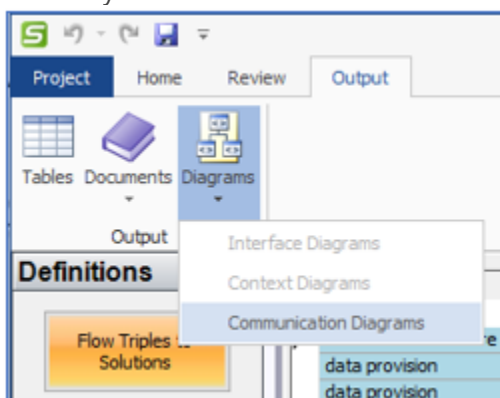 Project Home Review Output
Tables Documents Diagrams
Output
Interface Diagrams
Context Diagrams
Communication Diagrams
Definitions
Flow Triples
Solutions
data provision
data provision